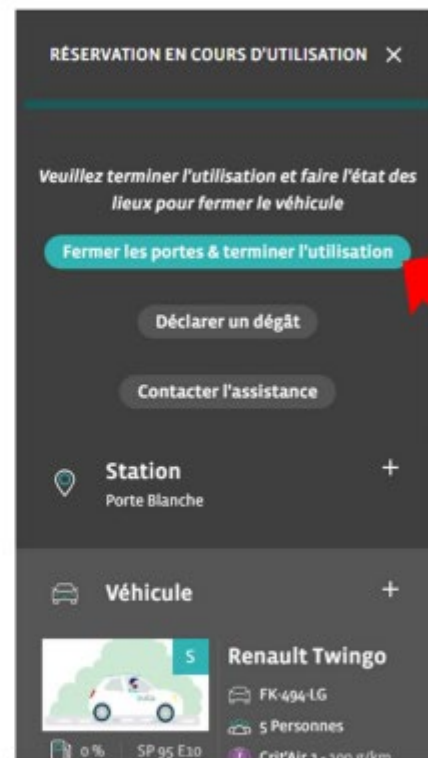 RÉSERVATION EN COURS D'UTILISATION ×
Veuillez terminer l'utilisation et faire l'état des
lieux pour fermer le véhicule
Fermer les portes & terminer l'utilisation
Déclarer un dégât
Contacter l'assistance
Station +
Porte Blanche
Véhicule +
S
Renault Twingo
FK-494-LG
5 Personnes
0 % SP 95 E10
Crit'Air